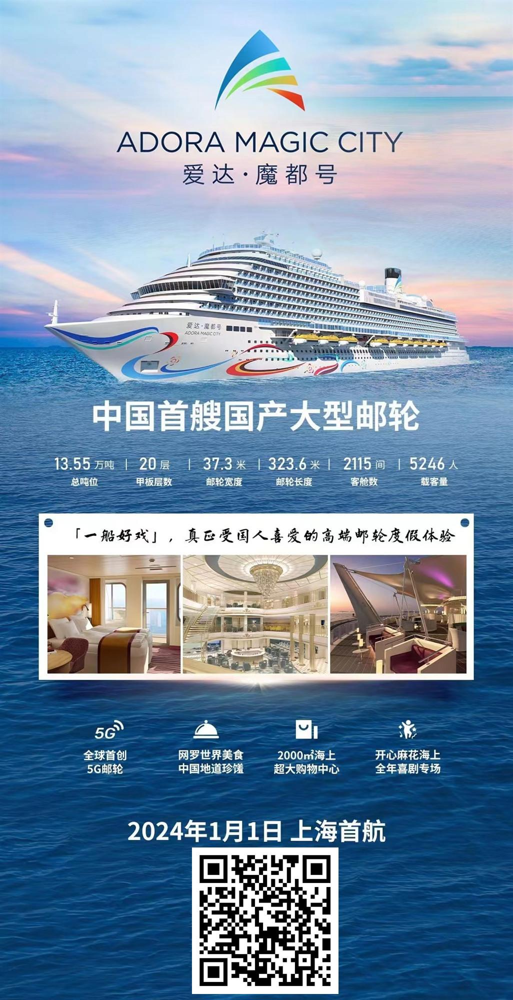 ADORA MAGIC CITY
爱达·魔都号
爱达·魔都号
ADORA MAGIC CITY
中国首艘国产大型邮轮
13.55 万吨 | 20 层 | 37.3 米 | 323.6 米 | 2115 间 | 5246 人
总吨位 甲板层数 邮轮宽度 邮轮长度 客舱数 载客量
「一船好戏」，真正受国人喜爱的高端邮轮度假体验
5G
全球首创 网罗世界美食 2000㎡海上 开心麻花海上
5G邮轮 中国地道珍馐 超大购物中心 全年喜剧专场
2024年1月1日 上海首航